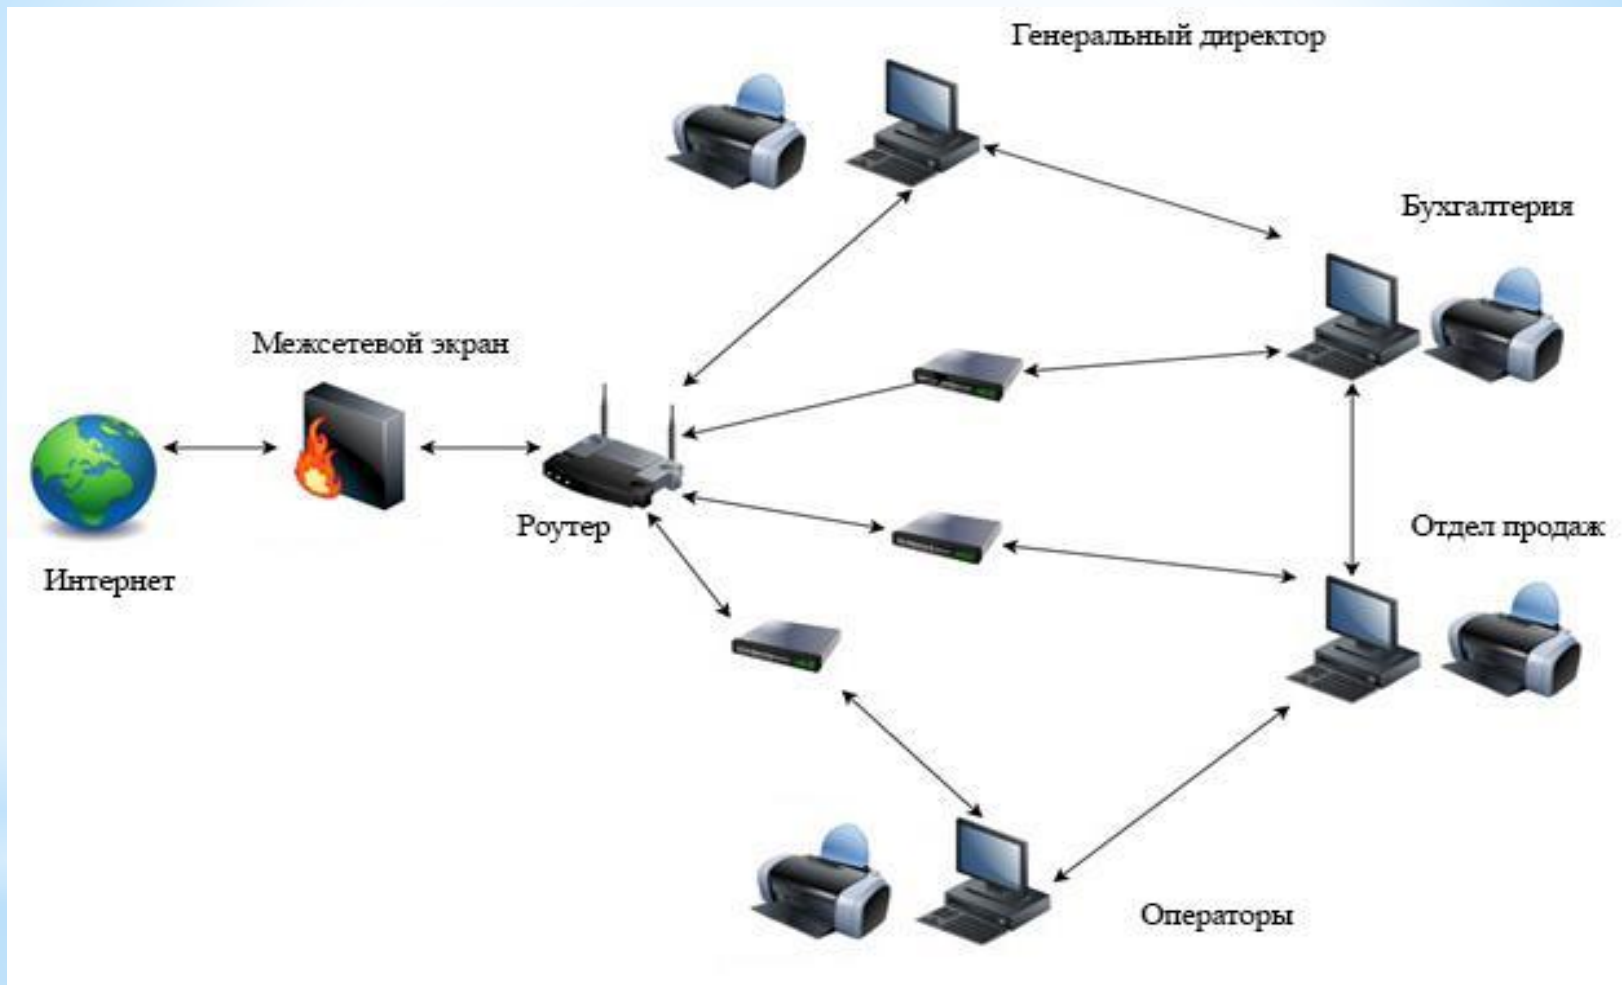 Генеральный директор
Бухгалтерия
Межсетевой экран
Роутер
Отдел продаж
Интернет
Операторы